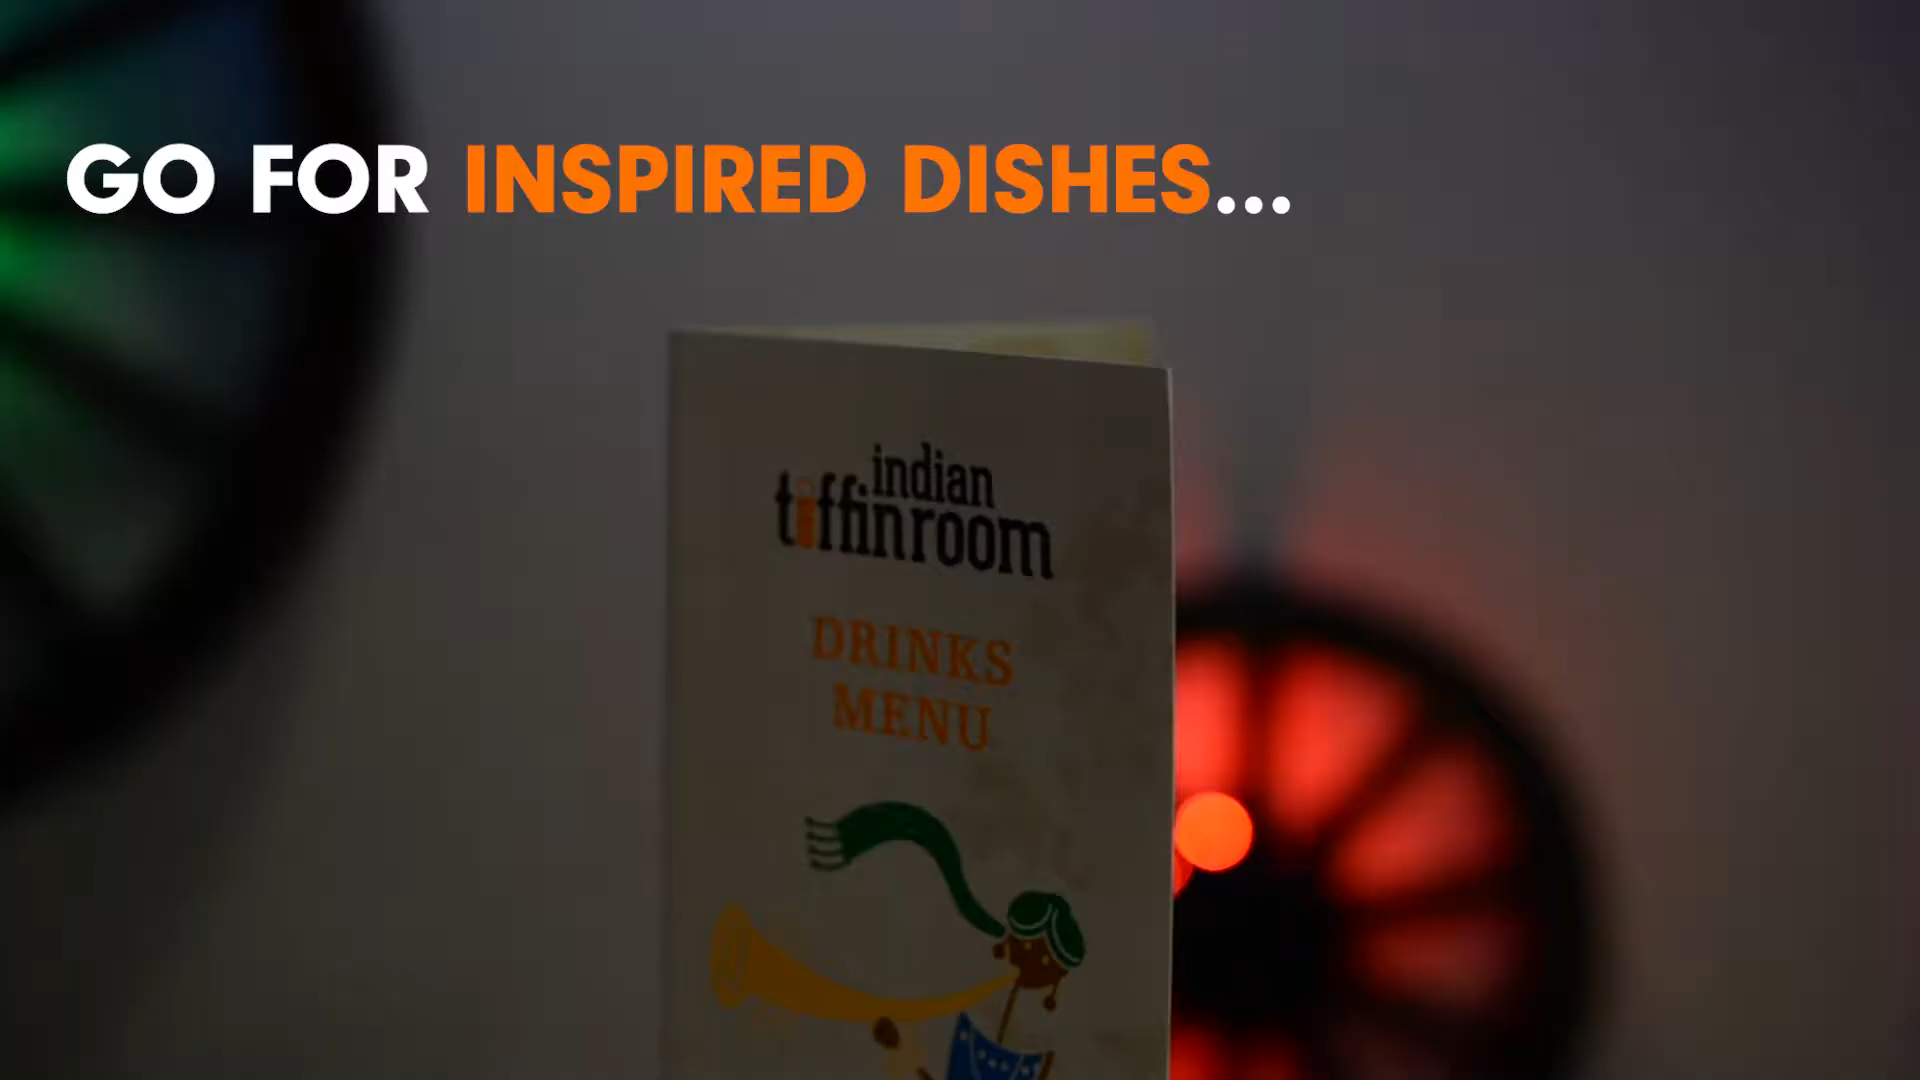 GO FOR INSPIRED DISHES...
indian
tiffinroom
DRINKS
MENU